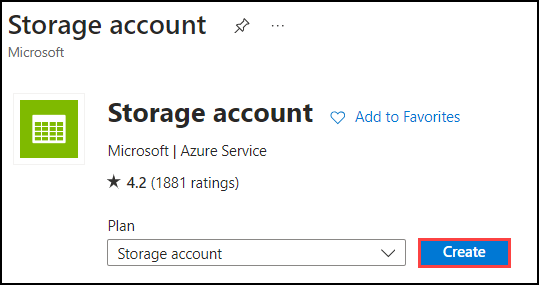 Storage account
Microsoft
Storage account
Add to Favorites
Microsoft | Azure Service
★ 4.2 (1881 ratings)
Plan
Storage account
Create